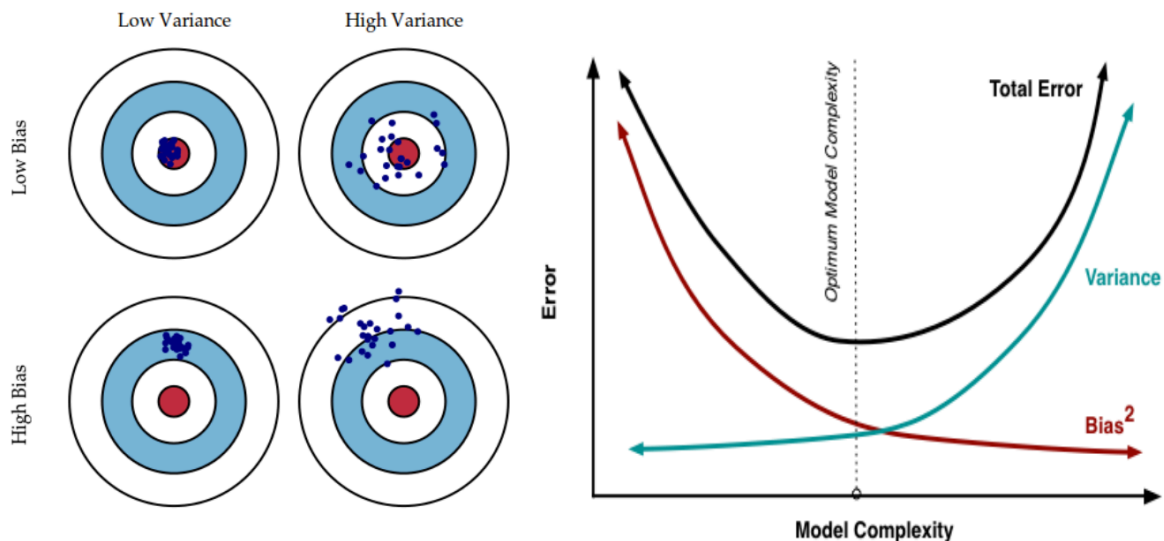 Low Variance
High Variance
Low Bias
High Bias
Error
Optimum Model Complexity
Total Error
Variance
Bias²
Model Complexity